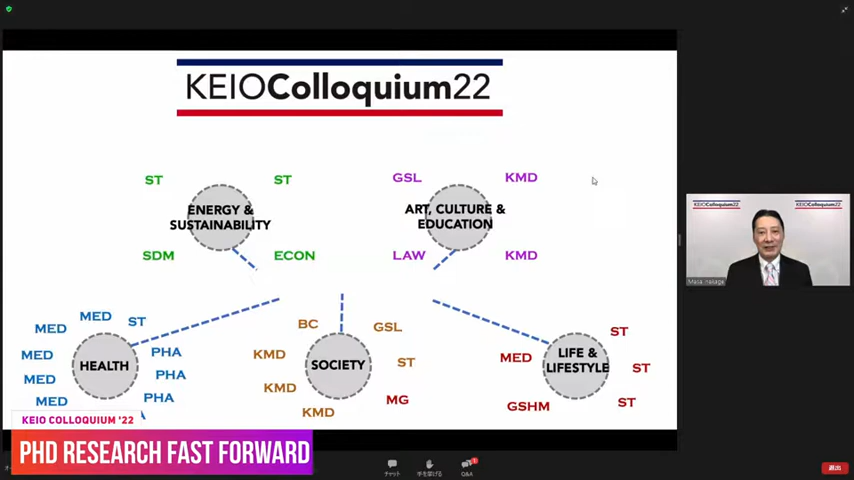 KEIOColloquium22
ST
ST
ENERGY &
SUSTAINABILITY
SDM
ECON
GSL
KMD
ART, CULTURE &
EDUCATION
LAW
KMD
KEIOColloquium22
KEIOColloquium22
MED
MED
ST
MED
PHA
HEALTH
MED
PHA
MED
PHA
A
BC
GSL
KMD
ST
SOCIETY
KMD
MG
KMD
ST
MED
LIFE &
LIFESTYLE
ST
GSHM
ST
KEIO COLLOQUIUM '22
PHD RESEARCH FAST FORWARD
チャット
手を挙げる
Q&A
退出